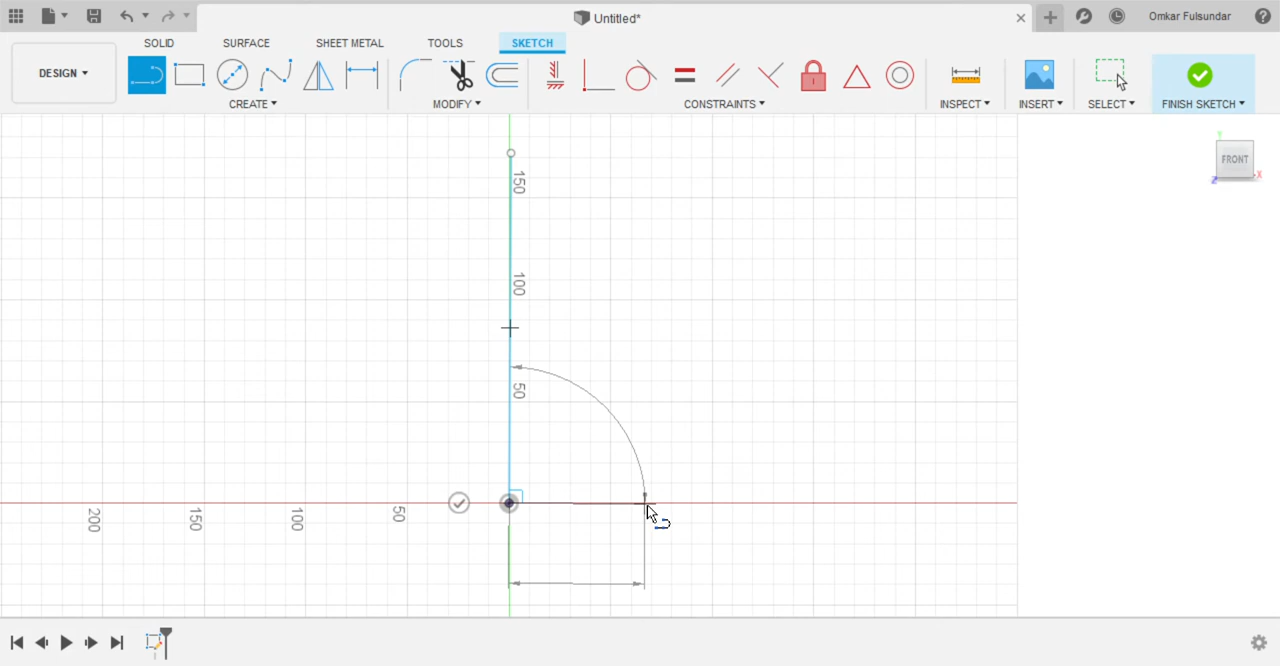 Untitled*
Omkar Fulsundar
SOLID SURFACE SHEET METAL TOOLS SKETCH
DESIGN
CREATE MODIFY CONSTRAINTS INSPECT INSERT SELECT FINISH SKETCH
FRONT
150
100
50
200 150 100 50